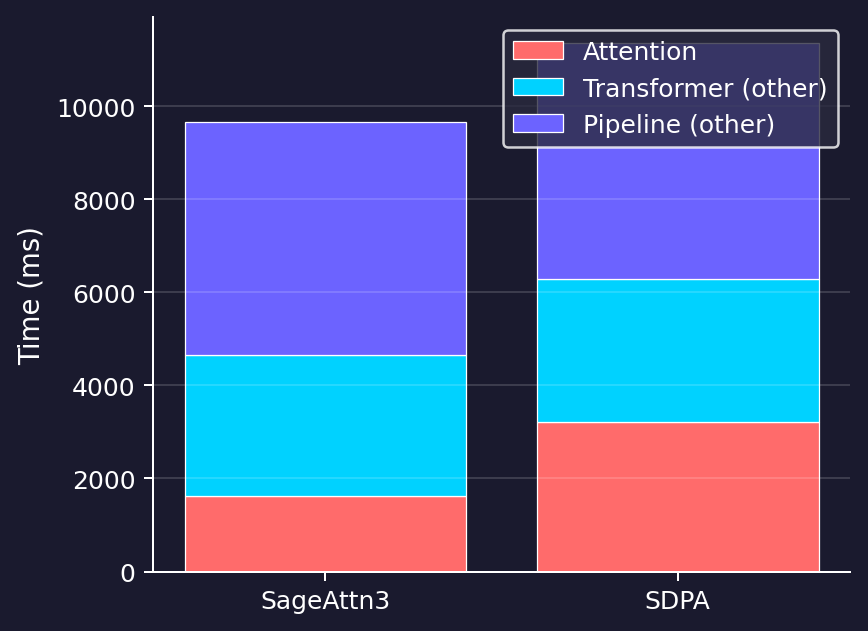 Attention
Transformer (other)
Pipeline (other)
10000
8000
6000
4000
2000
0
Time (ms)
SageAttn3
SDPA